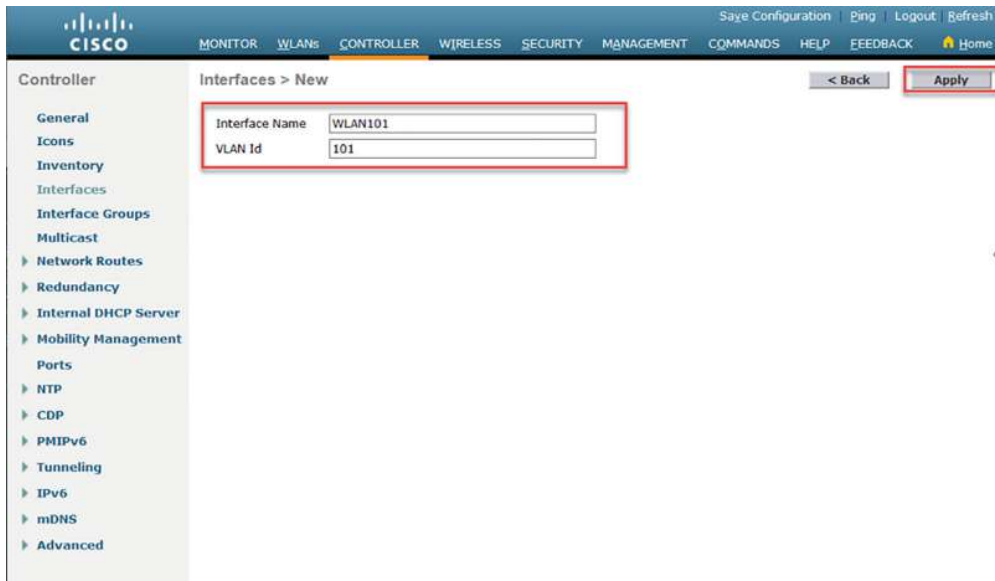 Save Configuration | Ping | Logout | Refresh
CISCO
MONITOR WLANs CONTROLLER WIRELESS SECURITY MANAGEMENT COMMANDS HELP FEEDBACK Home
Controller
Interfaces > New
< Back
Apply
General
Icons
Inventory
Interfaces
Interface Groups
Multicast
Network Routes
Redundancy
Internal DHCP Server
Mobility Management
Ports
NTP
CDP
PMIPv6
Tunneling
IPv6
mDNS
Advanced
Interface Name WLAN101
VLAN Id 101